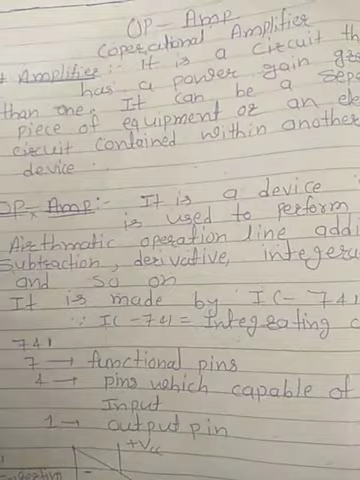 OP-Amp
(operational Amplifier
Amplifier:- It is a circuit th
has a power gain
than one. It can be a sep
piece of equipment or an ele
circuit contained within another
device.
OP-Amp:- It is a device
is used to perform
Airthmatic operation line addi
Subtraction, derivative, integera
and so on
It is made by IC-741
∵ IC-741 = Integrating c
741
7 → functional pins
4 → pins which capable of
Input
1 → output pin
+Vcc
-